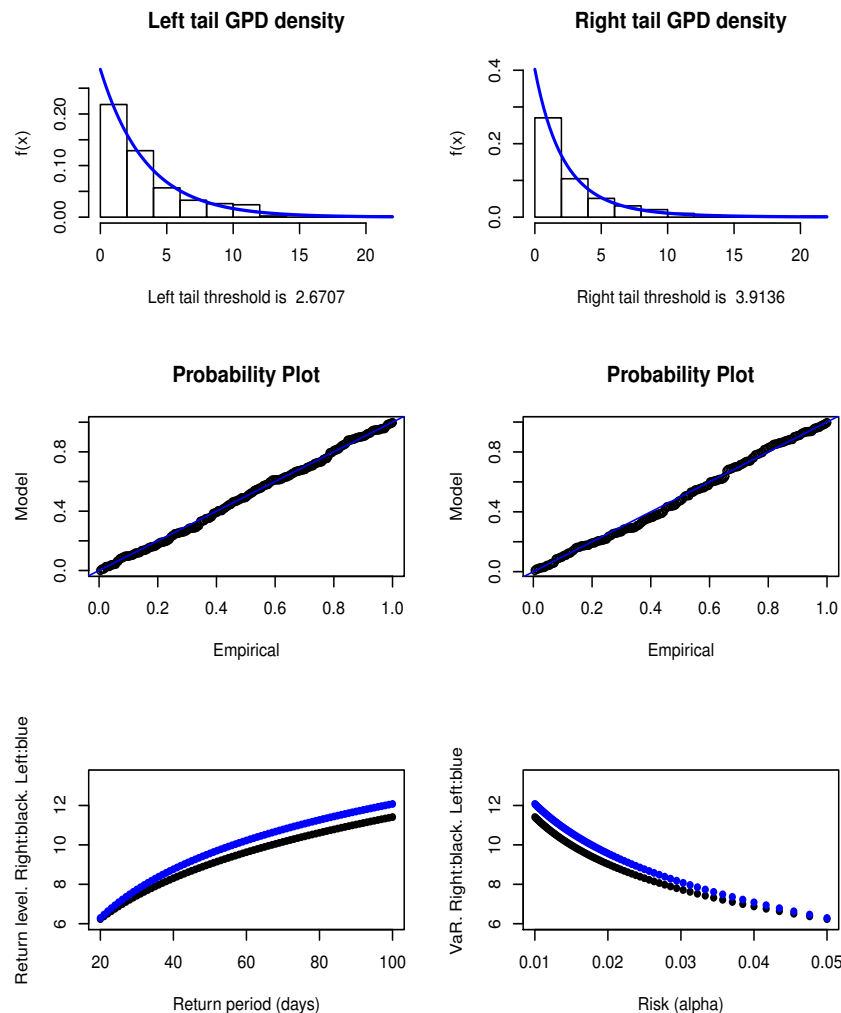 Left tail GPD density
f(x)
0.00 0.10 0.20
0 5 10 15 20
Left tail threshold is 2.6707
Right tail GPD density
f(x)
0.0 0.2 0.4
0 5 10 15 20
Right tail threshold is 3.9136
Probability Plot
Model
0.0 0.4 0.8
0.0 0.2 0.4 0.6 0.8 1.0
Empirical
Probability Plot
Model
0.0 0.4 0.8
0.0 0.2 0.4 0.6 0.8 1.0
Empirical
Return level. Right:black. Left:blue
6 8 10 12
20 40 60 80 100
Return period (days)
VaR. Right:black. Left:blue
6 8 10 12
0.01 0.02 0.03 0.04 0.05
Risk (alpha)